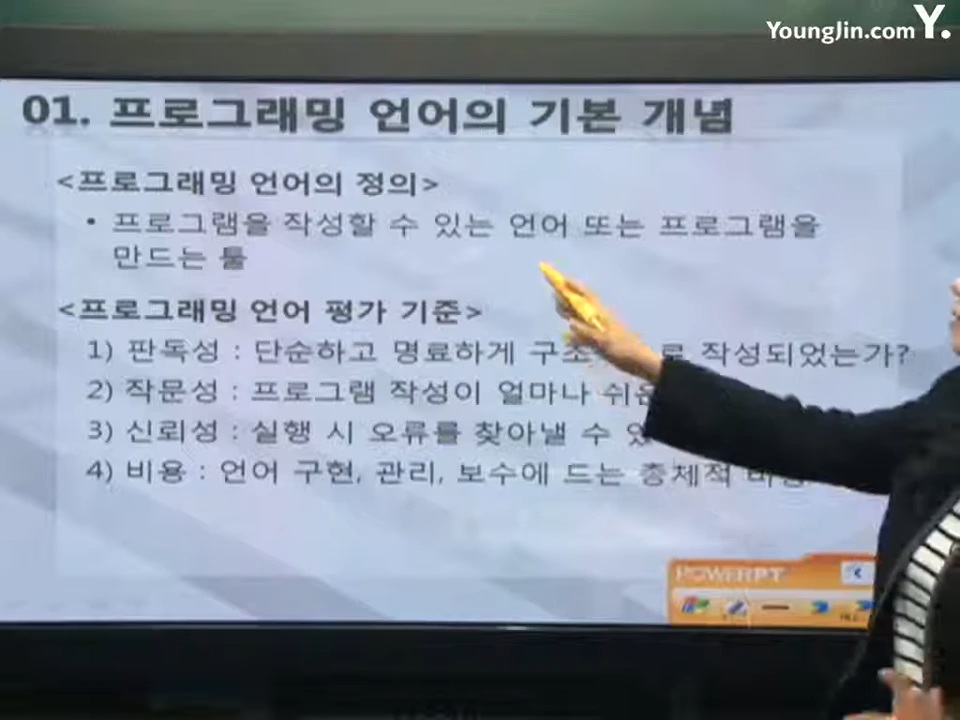 YoungJin.com Y.
01. 프로그래밍 언어의 기본 개념
<프로그래밍 언어의 정의>
• 프로그램을 작성할 수 있는 언어 또는 프로그램을
만드는 툴
<프로그래밍 언어 평가 기준>
1) 판독성 : 단순하고 명료하게 작성되었는가?
2) 작문성 : 프로그램 작성이 얼마나
3) 신뢰성 : 실행 시 오류를 찾아낼 수
4) 비용 : 언어 구현, 관리, 보수에 드는 총체적
POWERPT